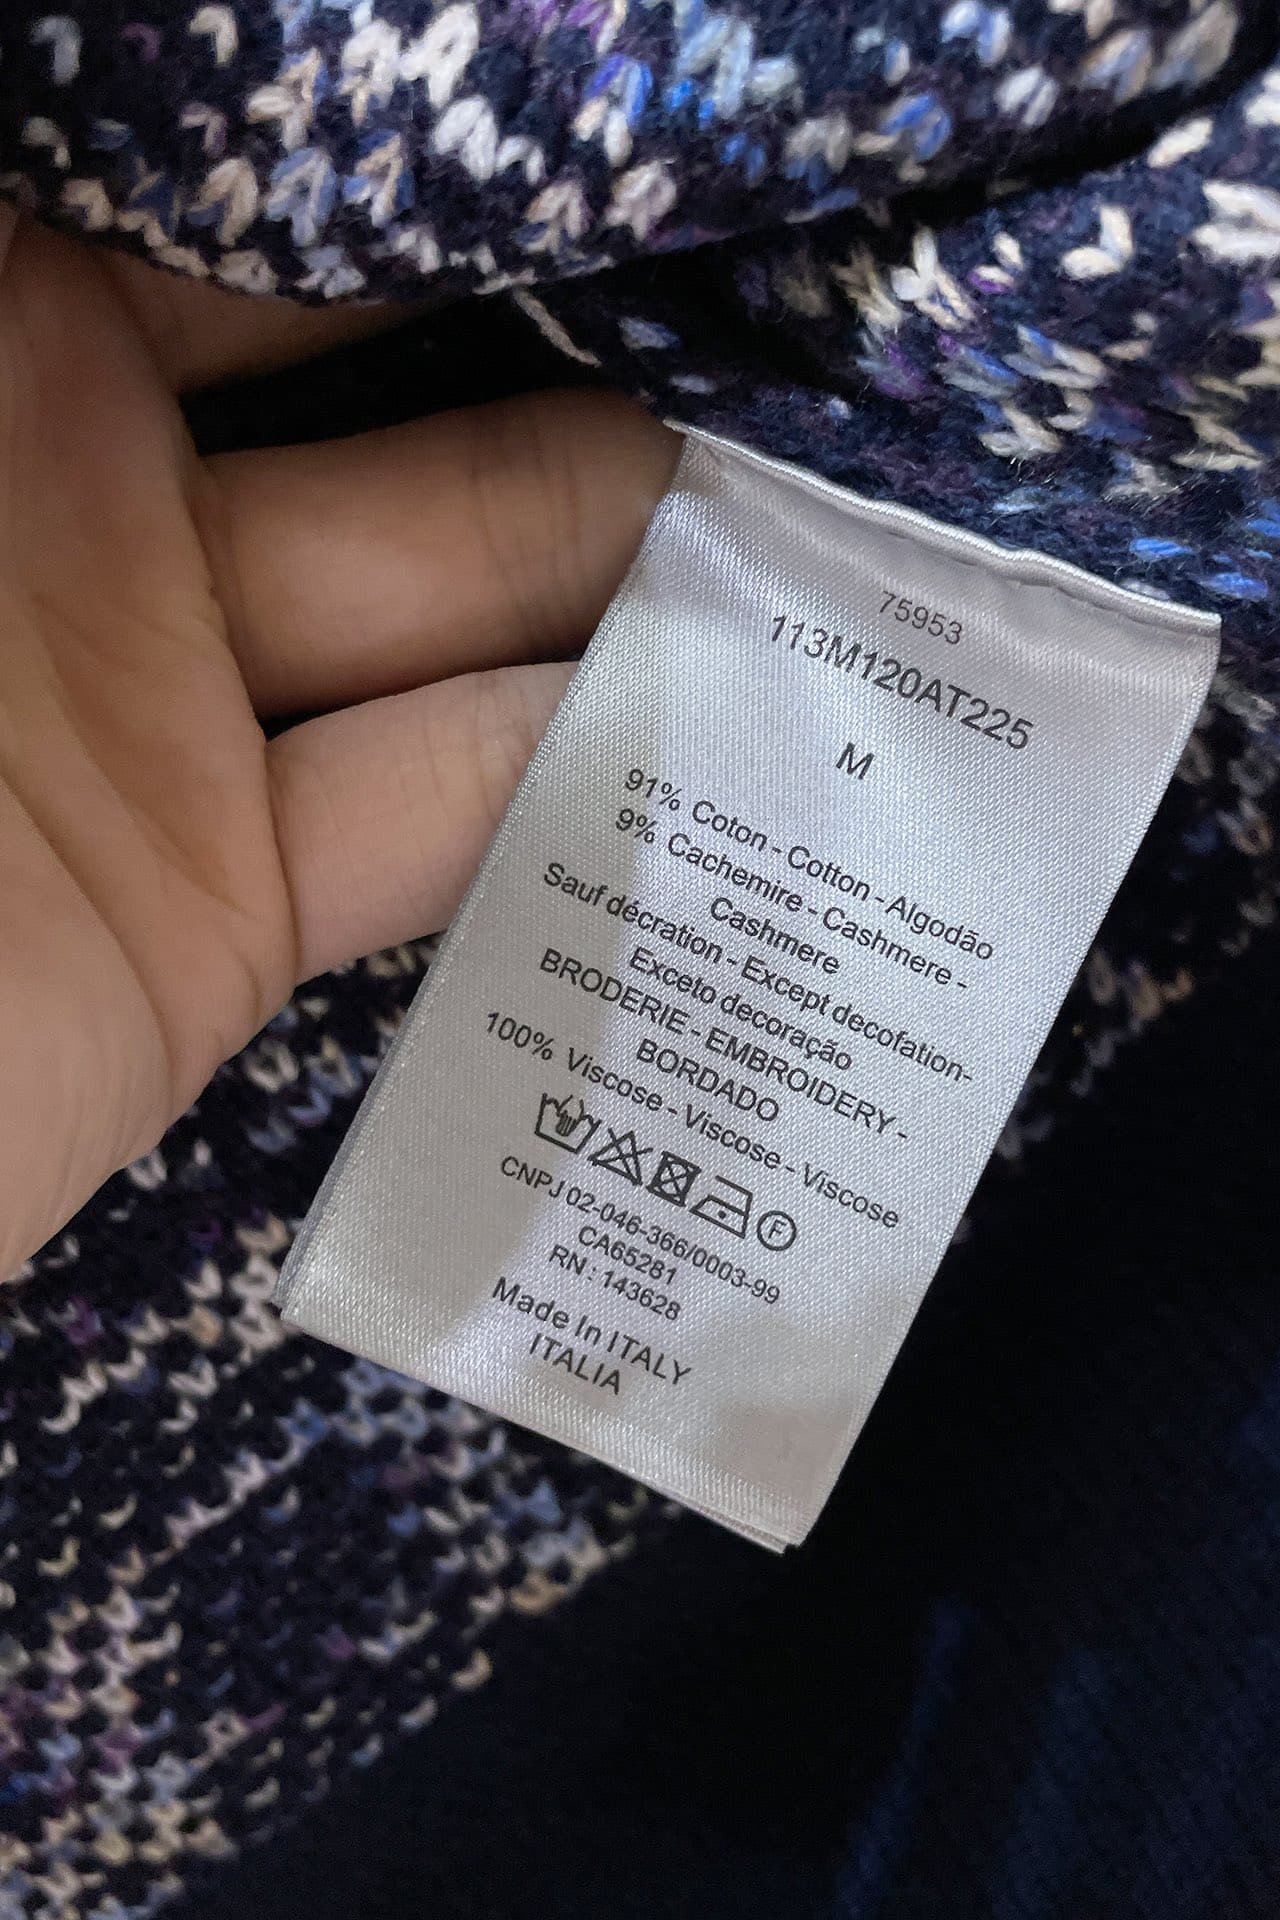 75953
113M120AT225
M
91% Coton - Cotton - Algodão
9% Cachemire - Cashmere -
Cashmere
Sauf décration - Except decofation-
Exceto decoração
BRODERIE - EMBROIDERY -
BORDADO
100% Viscose - Viscose - Viscose
F
CNPJ 02-046-366/0003-99
CA65281
RN : 143628
Made In ITALY
ITALIA